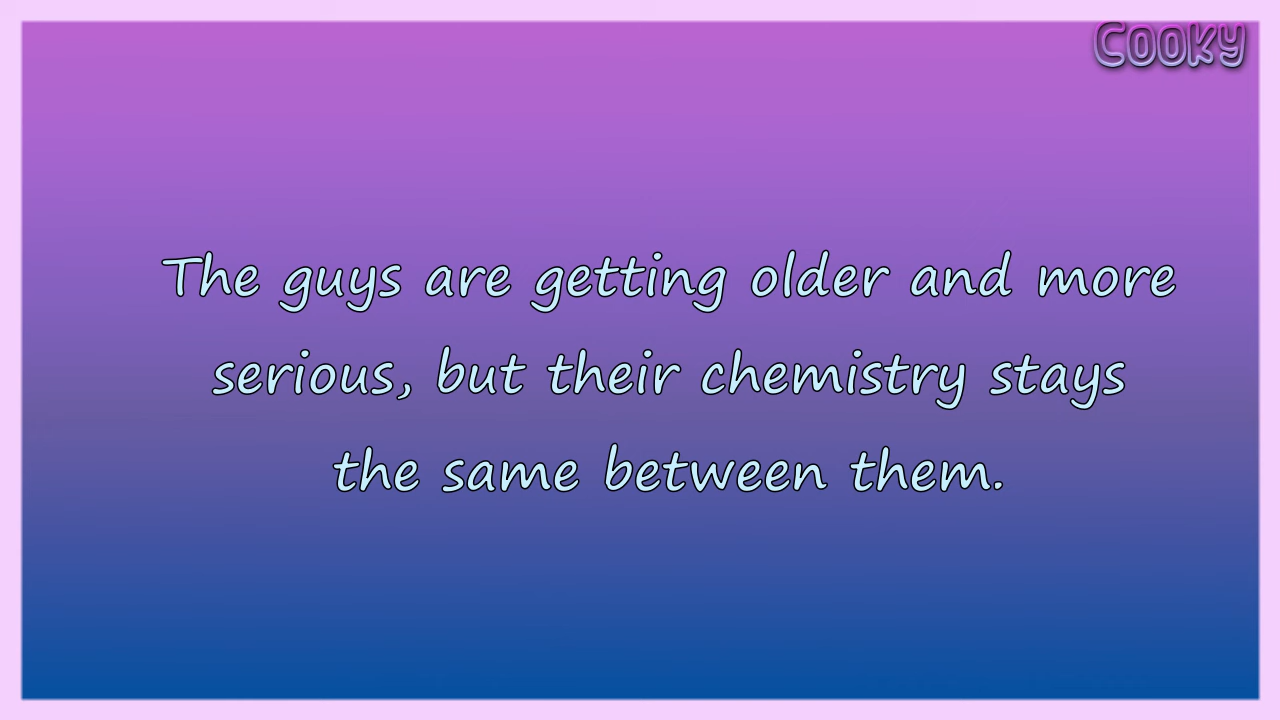 Cooky
The guys are getting older and more
serious, but their chemistry stays
the same between them.